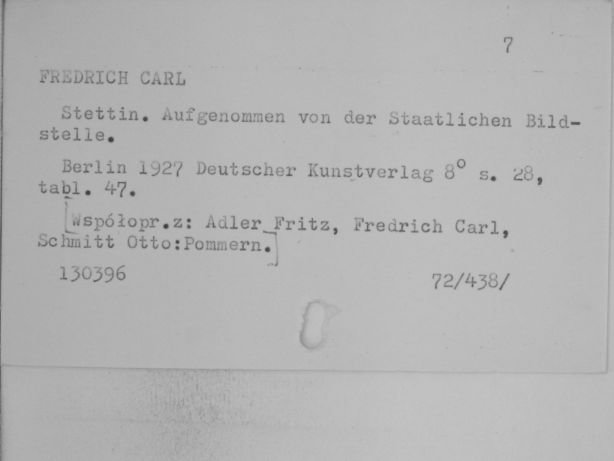 7
FREDRICH CARL
Stettin. Aufgenommen von der Staatlichen Bild-
stelle.
Berlin 1927 Deutscher Kunstverlag 8° s. 28,
tabl. 47.
[Współopr.z: Adler Fritz, Fredrich Carl,
Schmitt Otto:Pommern.]
130396 72/438/